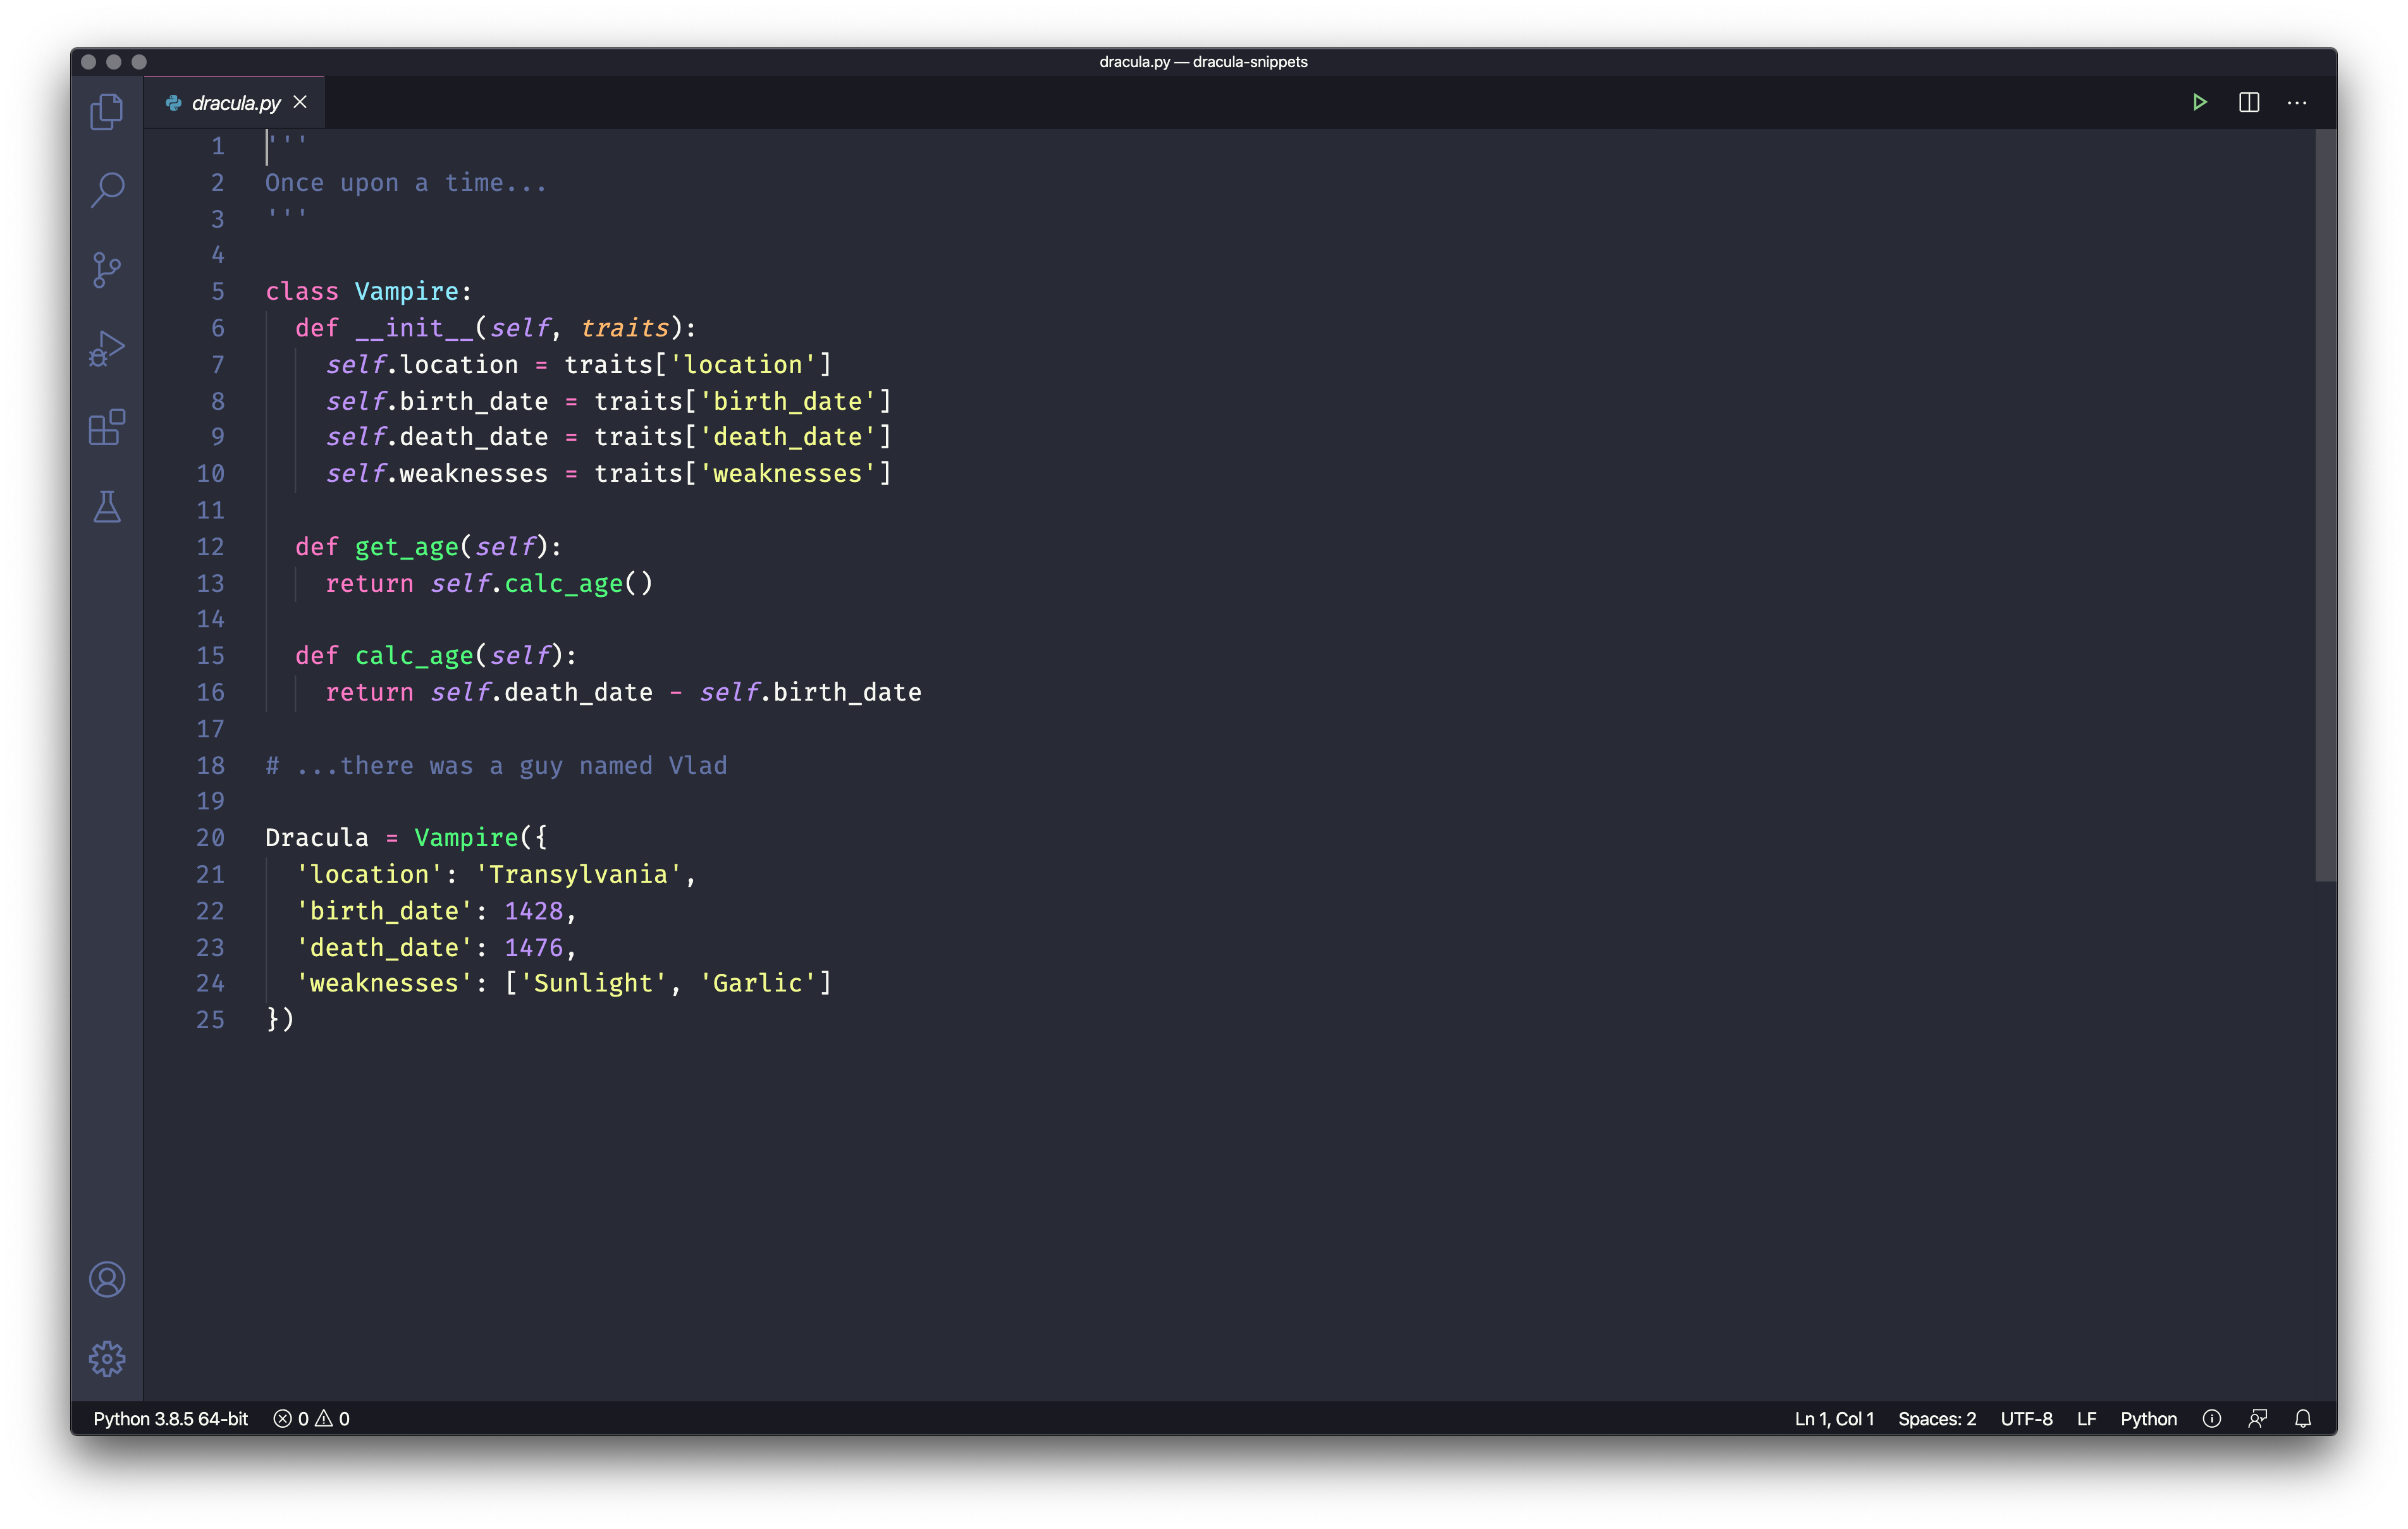 dracula.py — dracula-snippets
dracula.py
1 '''
2 Once upon a time...
3 '''
4
5 class Vampire:
6   def __init__(self, traits):
7     self.location = traits['location']
8     self.birth_date = traits['birth_date']
9     self.death_date = traits['death_date']
10     self.weaknesses = traits['weaknesses']
11
12   def get_age(self):
13     return self.calc_age()
14
15   def calc_age(self):
16     return self.death_date - self.birth_date
17
18 # ...there was a guy named Vlad
19
20 Dracula = Vampire({
21   'location': 'Transylvania',
22   'birth_date': 1428,
23   'death_date': 1476,
24   'weaknesses': ['Sunlight', 'Garlic']
25 })
Python 3.8.5 64-bit 0 0 Ln 1, Col 1 Spaces: 2 UTF-8 LF Python